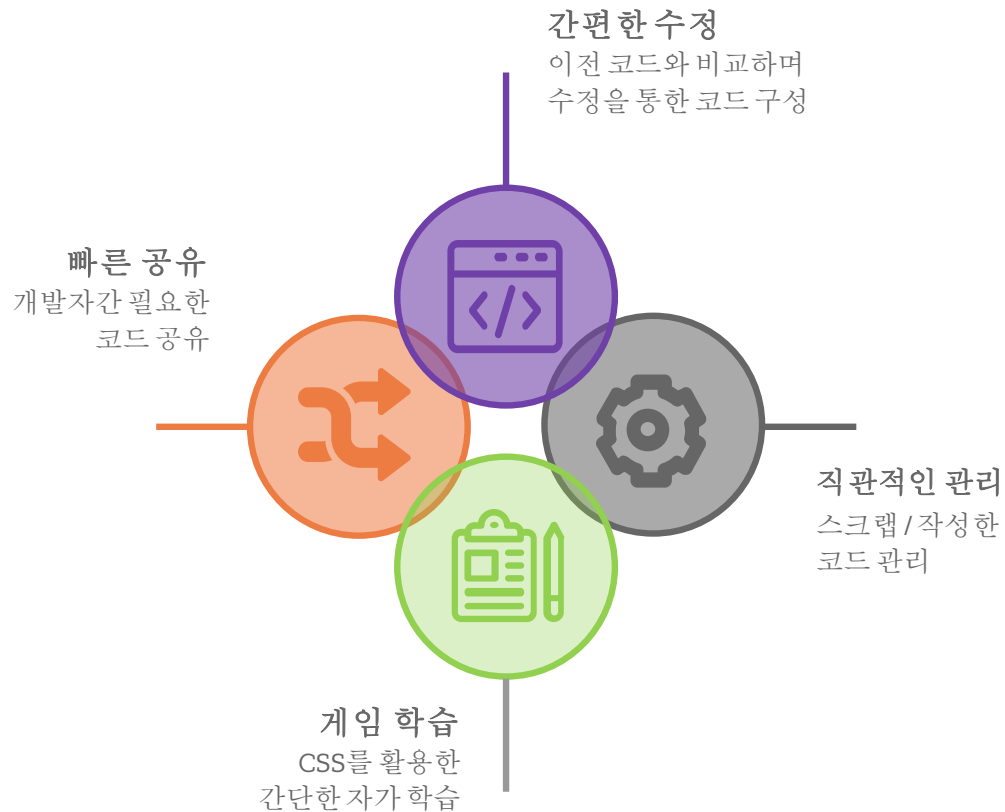 간편한 수정
이전 코드와 비교하며
수정을 통한 코드 구성
빠른 공유
개발자간 필요한
코드 공유
직관적인 관리
스크랩 / 작성한
코드 관리
게임 학습
CSS를 활용한
간단한 자가 학습